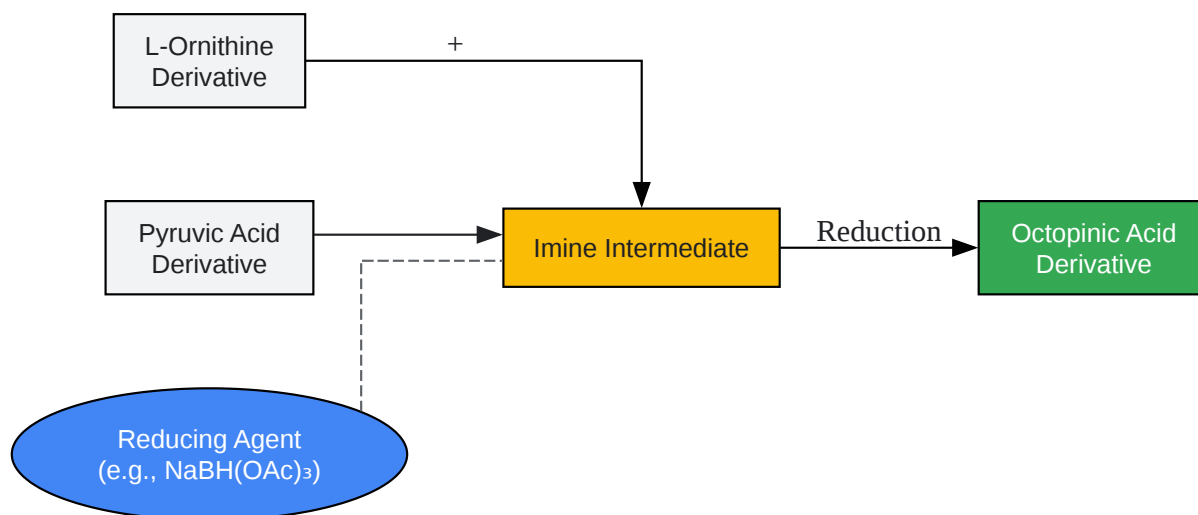 L-Ornithine
Derivative
+
Pyruvic Acid
Derivative
Imine Intermediate
Reduction
Octopinic Acid
Derivative
Reducing Agent
(e.g., NaBH(OAc)₃)